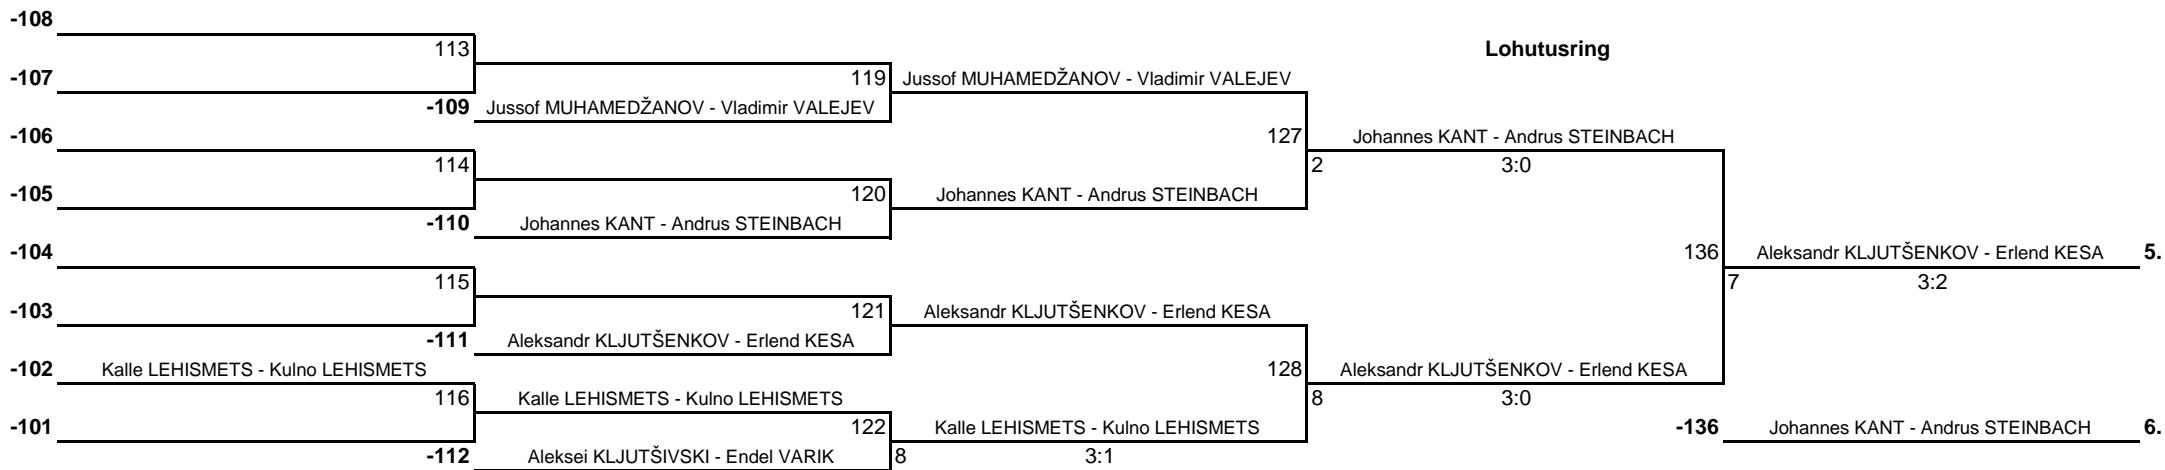 -108
113 Lohutusring
-107 119 Jussof MUHAMEDŽANOV - Vladimir VALEJEV
-109 Jussof MUHAMEDŽANOV - Vladimir VALEJEV
-106 127 Johannes KANT - Andrus STEINBACH
114 2 3:0
-105 120 Johannes KANT - Andrus STEINBACH
-110 Johannes KANT - Andrus STEINBACH
-104 136 Aleksandr KLJUTŠENKOV - Erlend KESA 5.
115 7 3:2
-103 121 Aleksandr KLJUTŠENKOV - Erlend KESA
-111 Aleksandr KLJUTŠENKOV - Erlend KESA
-102 Kalle LEHISMETS - Kulno LEHISMETS 128 Aleksandr KLJUTŠENKOV - Erlend KESA
116 Kalle LEHISMETS - Kulno LEHISMETS 8 3:0
-101 122 Kalle LEHISMETS - Kulno LEHISMETS -136 Johannes KANT - Andrus STEINBACH 6.
-112 Aleksei KLJUTŠIVSKI - Endel VARIK 8 3:1